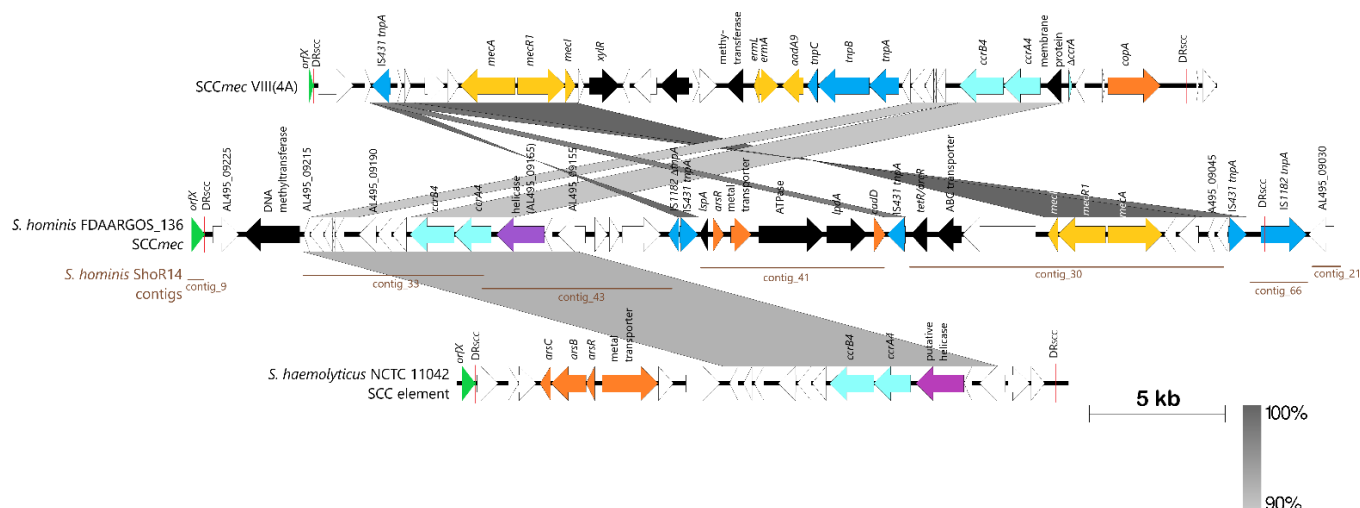 orfX
DRscc
IS431 tnpA
mecA
mecR1
mecI
xylR
methy-
transferase
ermL
ermA
aadA9
tnpC
tnpB
tnpA
ccrB4
ccrA4
membrane
protein
ΔccrA
copA
DRscc
SCCmec VIII(4A)
orfX
DRscc
AL495_09225
DNA
methyltransferase
AL495_09215
AL495_09190
ccrB4
ccrA4
helicase
(AL495_09165)
AL495_09155
IS1182 ΔtnpA
IS431 tnpA
lspA
arsR
metal
transporter
ATPase
lpdA
cadD
IS431 tnpA
tetR/acrR
ABC transporter
mecI
mecR1
mecA
A495_09045
IS431 tnpA
DRscc
IS1182 tnpA
AL495_09030
S. hominis FDAARGOS_136
SCCmec
S. hominis ShoR14
contigs
contig_9
contig_33
contig_43
contig_41
contig_30
contig_66
contig_21
orfX
DRscc
arsC
arsB
arsR
metal
transporter
ccrB4
ccrA4
putative
helicase
DRscc
S. haemolyticus NCTC 11042
SCC element
5 kb
100%
90%